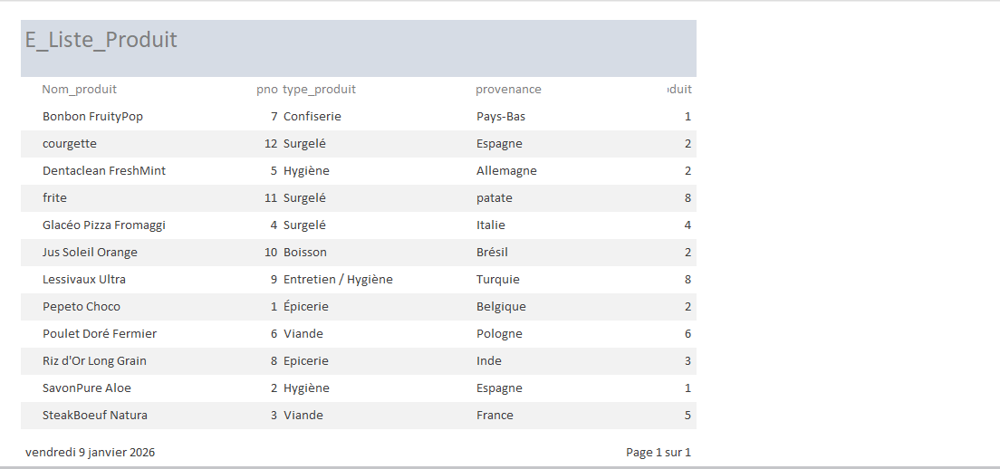 E_Liste_Produit
Nom_produit pno type_produit provenance duit
Bonbon FruityPop 7 Confiserie Pays-Bas 1
courgette 12 Surgelé Espagne 2
Dentaclean FreshMint 5 Hygiène Allemagne 2
frite 11 Surgelé patate 8
Glacéo Pizza Fromaggi 4 Surgelé Italie 4
Jus Soleil Orange 10 Boisson Brésil 2
Lessivaux Ultra 9 Entretien / Hygiène Turquie 8
Pepeto Choco 1 Épicerie Belgique 2
Poulet Doré Fermier 6 Viande Pologne 6
Riz d'Or Long Grain 8 Epicerie Inde 3
SavonPure Aloe 2 Hygiène Espagne 1
SteakBoeuf Natura 3 Viande France 5
vendredi 9 janvier 2026 Page 1 sur 1